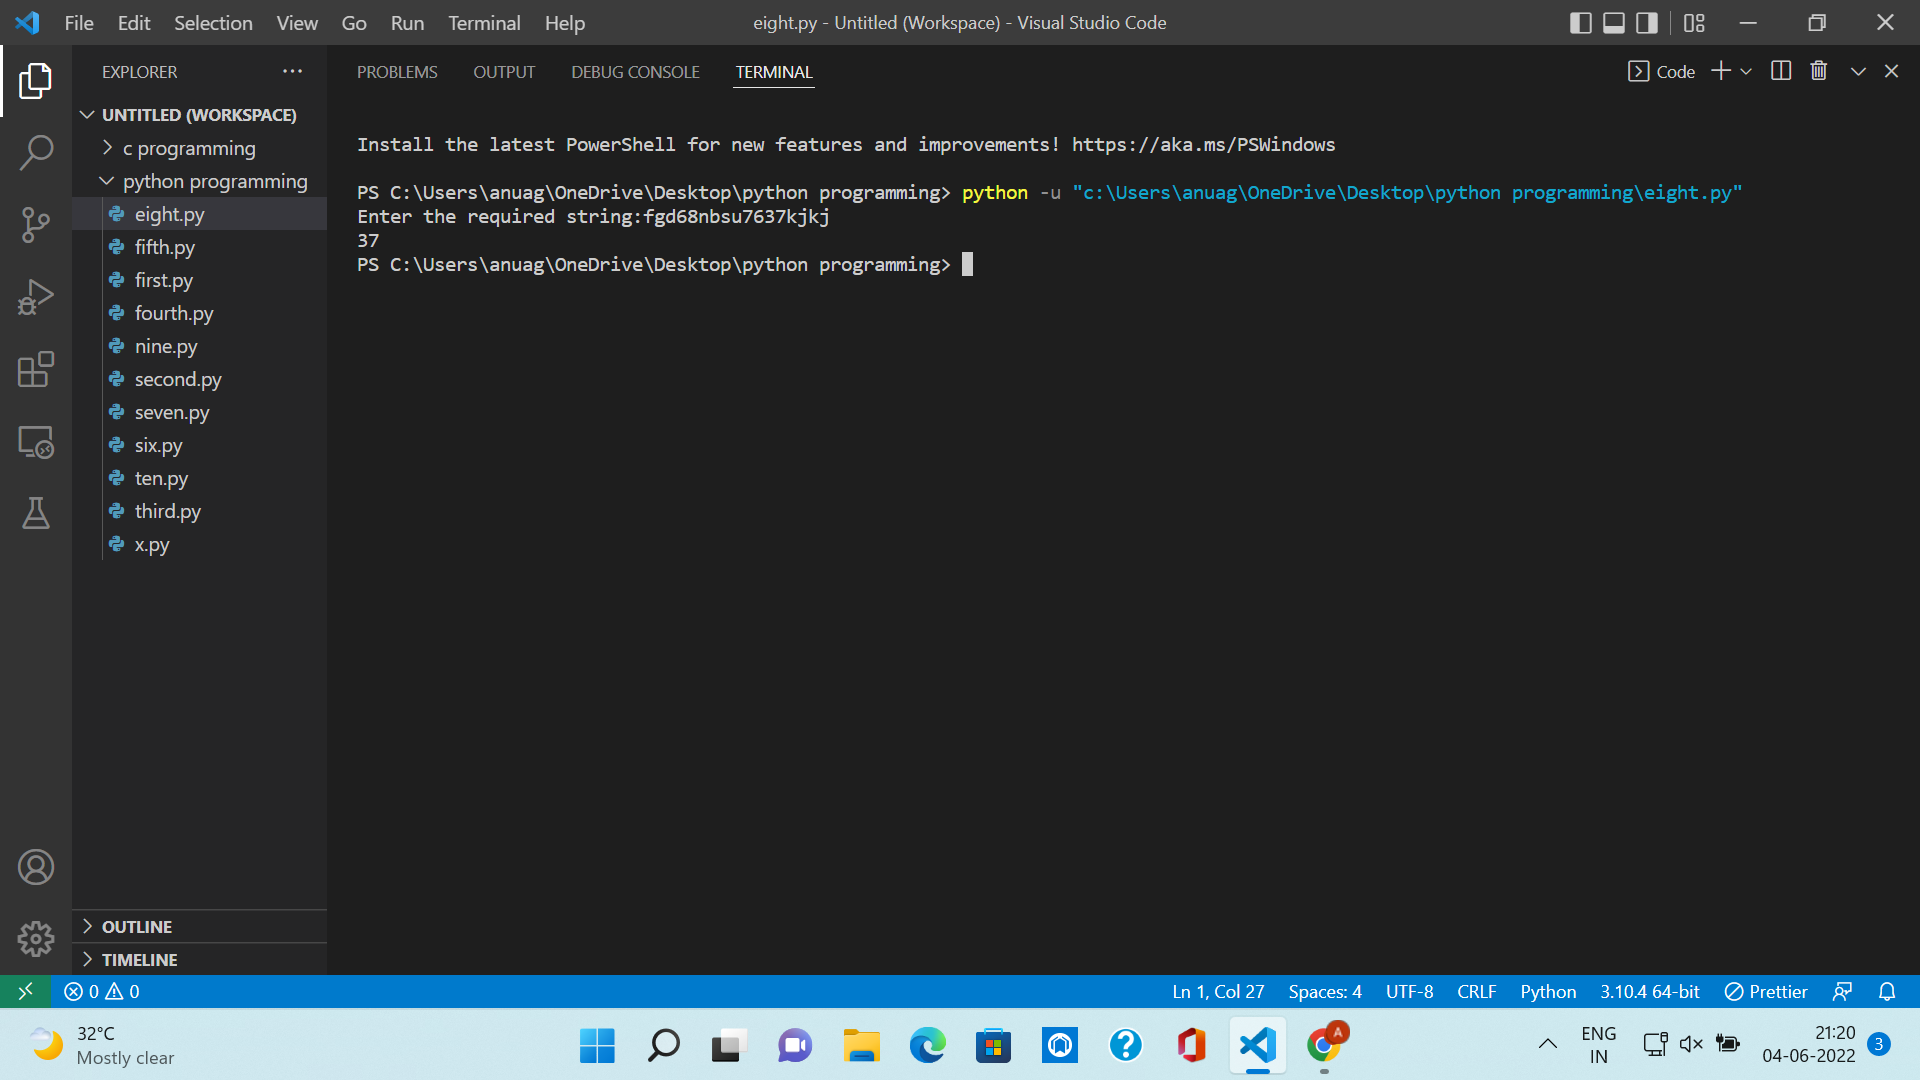 File Edit Selection View Go Run Terminal Help
eight.py - Untitled (Workspace) - Visual Studio Code
EXPLORER
UNTITLED (WORKSPACE)
c programming
python programming
eight.py
fifth.py
first.py
fourth.py
nine.py
second.py
seven.py
six.py
ten.py
third.py
x.py
OUTLINE
TIMELINE
PROBLEMS OUTPUT DEBUG CONSOLE TERMINAL
Code
Install the latest PowerShell for new features and improvements! https://aka.ms/PSWindows
PS C:\Users\anuag\OneDrive\Desktop\python programming> python -u "c:\Users\anuag\OneDrive\Desktop\python programming\eight.py"
Enter the required string:fgd68nbsu7637kjkj
37
PS C:\Users\anuag\OneDrive\Desktop\python programming>
0 0
Ln 1, Col 27 Spaces: 4 UTF-8 CRLF Python 3.10.4 64-bit Prettier
32°C
Mostly clear
A
ENG
IN
21:20
04-06-2022
3